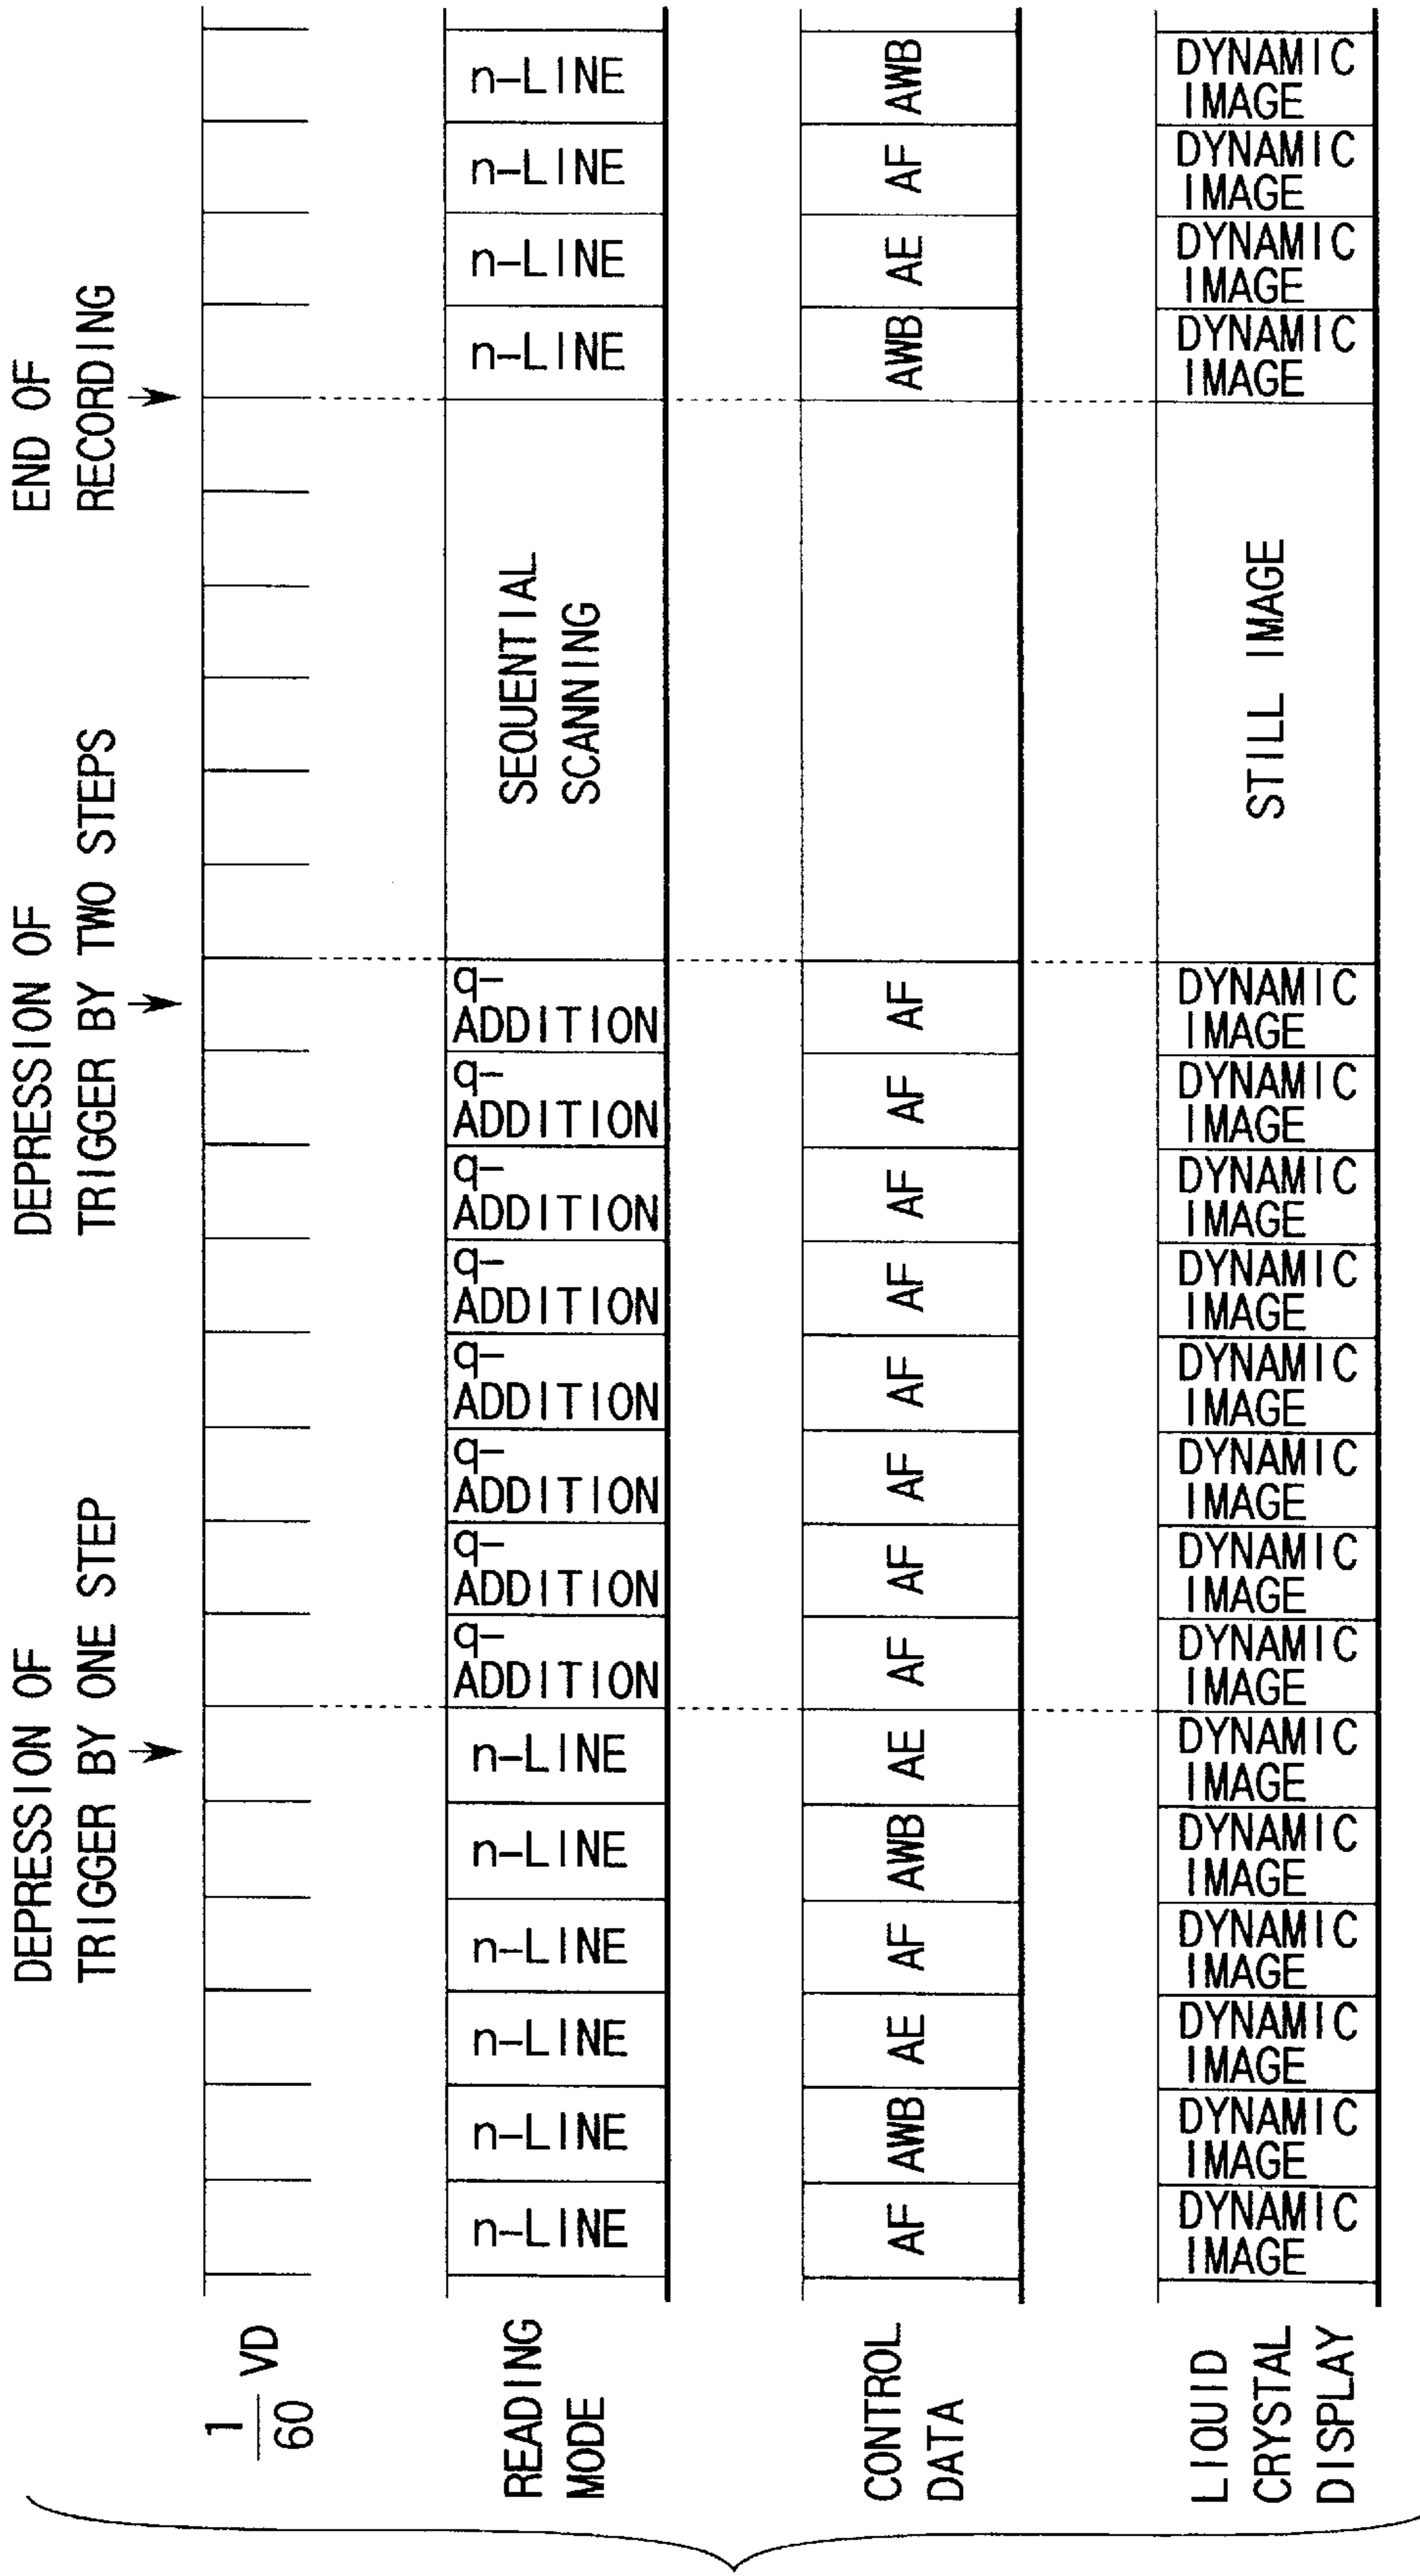 DEPRESSION OF
TRIGGER BY ONE STEP
DEPRESSION OF
TRIGGER BY TWO STEPS
END OF
RECORDING
1
60
VD
READING
MODE
n-LINE
n-LINE
n-LINE
n-LINE
n-LINE
n-LINE
q-
ADDITION
q-
ADDITION
q-
ADDITION
q-
ADDITION
q-
ADDITION
q-
ADDITION
q-
ADDITION
q-
ADDITION
SEQUENTIAL
SCANNING
n-LINE
n-LINE
n-LINE
n-LINE
CONTROL
DATA
AF
AWB
AE
AF
AWB
AE
AF
AF
AF
AF
AF
AF
AF
AF
AWB
AE
AF
AWB
LIQUID
CRYSTAL
DISPLAY
DYNAMIC
IMAGE
DYNAMIC
IMAGE
DYNAMIC
IMAGE
DYNAMIC
IMAGE
DYNAMIC
IMAGE
DYNAMIC
IMAGE
DYNAMIC
IMAGE
DYNAMIC
IMAGE
DYNAMIC
IMAGE
DYNAMIC
IMAGE
DYNAMIC
IMAGE
DYNAMIC
IMAGE
DYNAMIC
IMAGE
DYNAMIC
IMAGE
STILL IMAGE
DYNAMIC
IMAGE
DYNAMIC
IMAGE
DYNAMIC
IMAGE
DYNAMIC
IMAGE